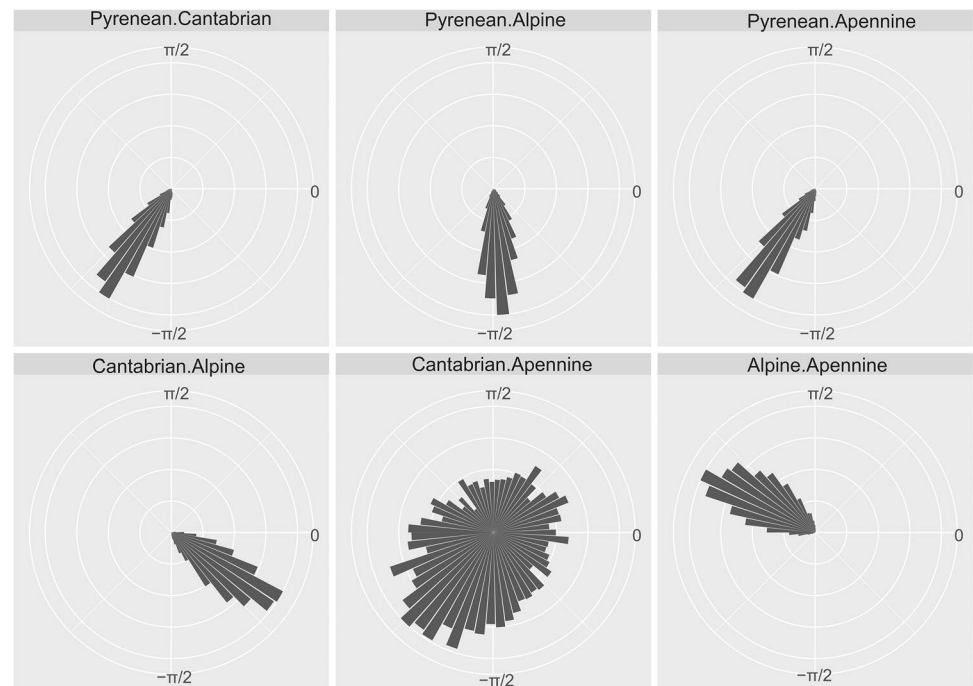 Pyrenean.Cantabrian
Pyrenean.Alpine
Pyrenean.Apennine
π/2
π/2
π/2
0
0
0
−π/2
−π/2
−π/2
Cantabrian.Alpine
Cantabrian.Apennine
Alpine.Apennine
π/2
π/2
π/2
0
0
0
−π/2
−π/2
−π/2